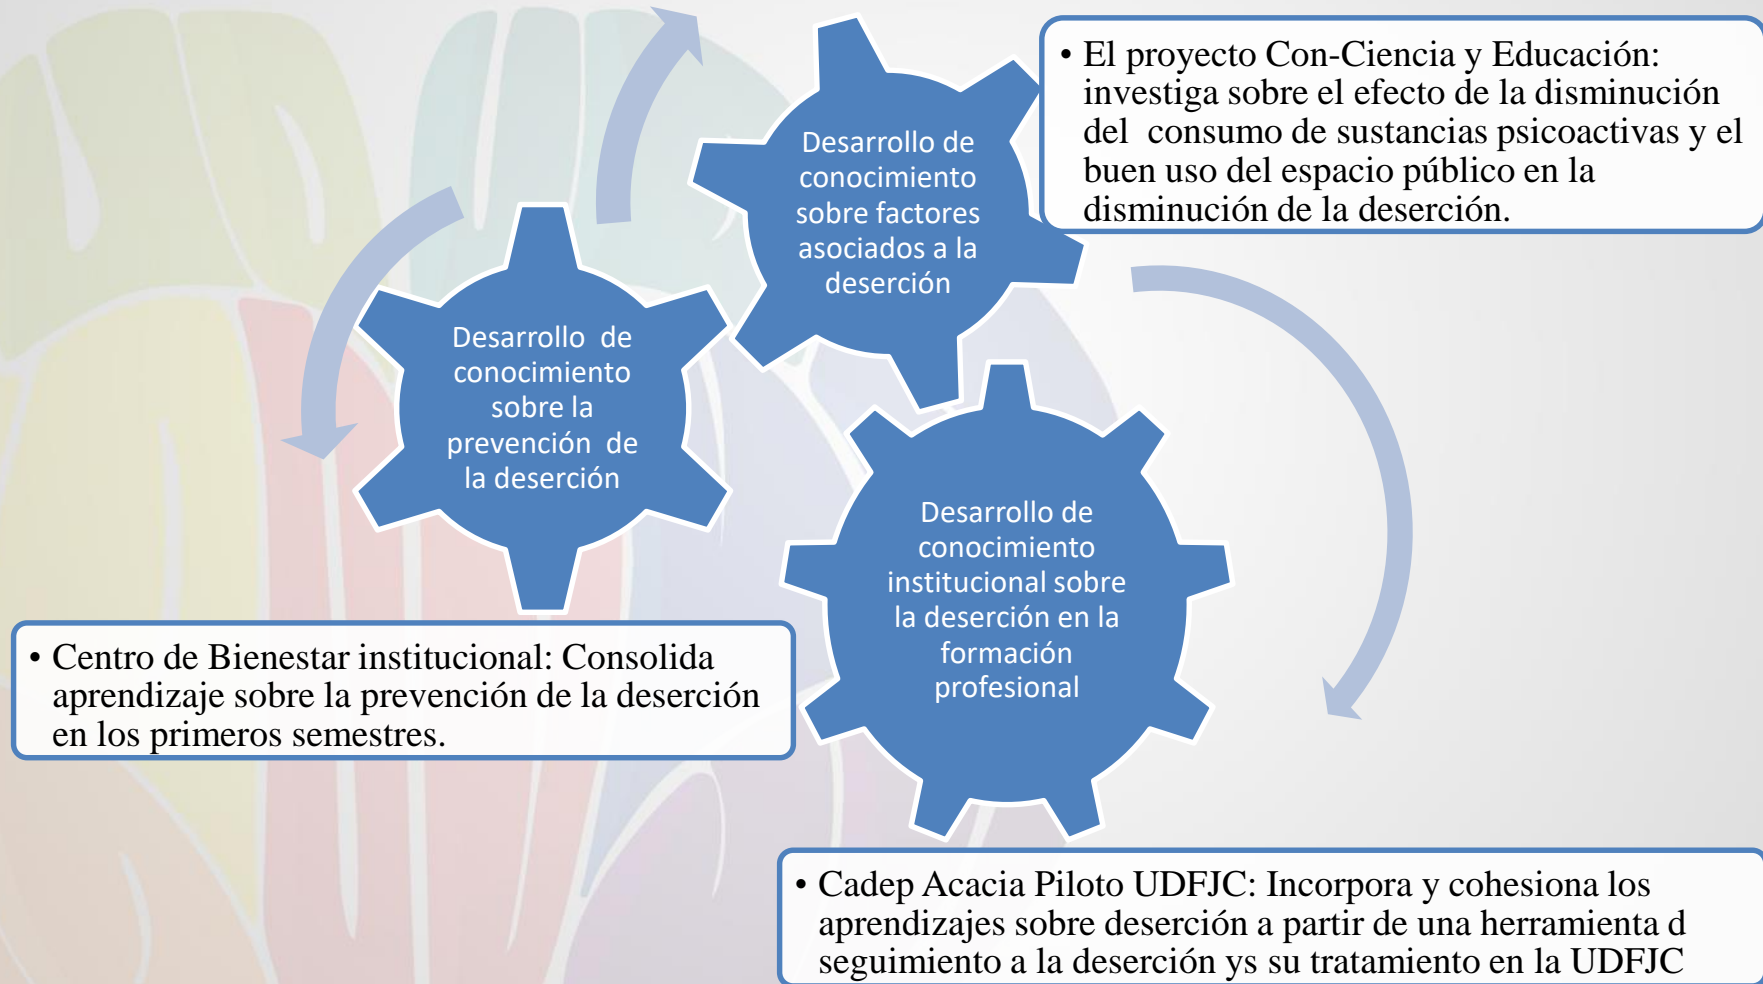 • El proyecto Con-Ciencia y Educación:
investiga sobre el efecto de la disminución
del consumo de sustancias psicoactivas y el
buen uso del espacio público en la
disminución de la deserción.
Desarrollo de
conocimiento
sobre factores
asociados a la
deserción
Desarrollo de
conocimiento
sobre la
prevención de
la deserción
Desarrollo de
conocimiento
institucional sobre
la deserción en la
formación
profesional
• Centro de Bienestar institucional: Consolida
aprendizaje sobre la prevención de la deserción
en los primeros semestres.
• Cadep Acacia Piloto UDFJC: Incorpora y cohesiona los
aprendizajes sobre deserción a partir de una herramienta d
seguimiento a la deserción ys su tratamiento en la UDFJC